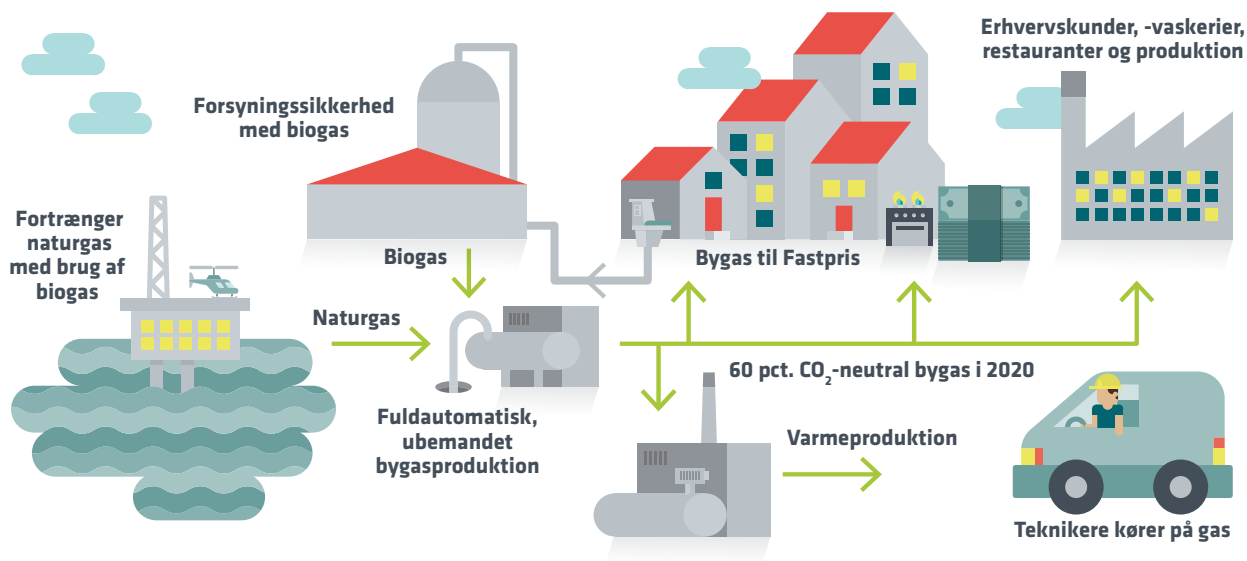 Erhvervskunder, -vaskerier,
restauranter og produktion
Forsyningssikkerhed
med biogas
Fortrænger
naturgas
med brug af
biogas
Biogas
Bygas til Fastpris
Naturgas
60 pct. CO₂-neutral bygas i 2020
Fuldautomatisk,
ubemandet
bygasproduktion
Varmeproduktion
Teknikere kører på gas